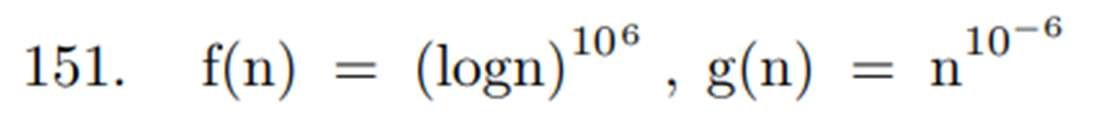 151. f(n) = (logn)^{10^6} , g(n) = n^{10^{-6}}